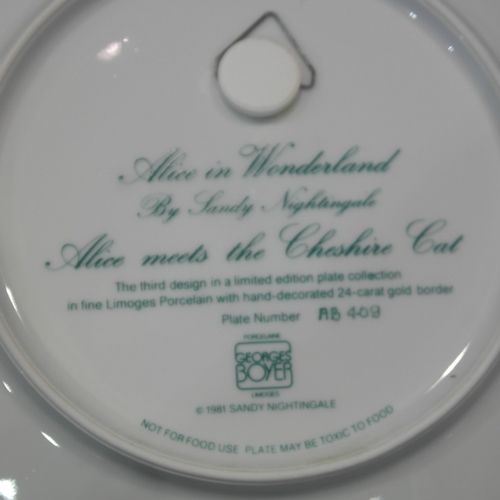 Alice in Wonderland
By Sandy Nightingale
Alice meets the Cheshire Cat
The third design in a limited edition plate collection
in fine Limoges Porcelain with hand-decorated 24-carat gold border
Plate Number AB 409
PORCELAINE
GEORGES
BOYER
LIMOGES
© 1981 SANDY NIGHTINGALE
NOT FOR FOOD USE PLATE MAY BE TOXIC TO FOOD